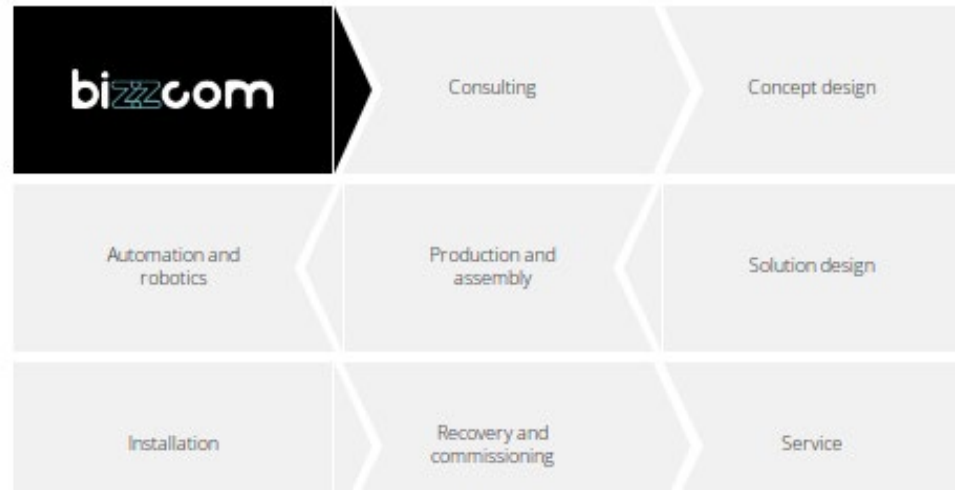 bizzcom
Consulting
Concept design
Automation and
robotics
Production and
assembly
Solution design
Installation
Recovery and
commissioning
Service